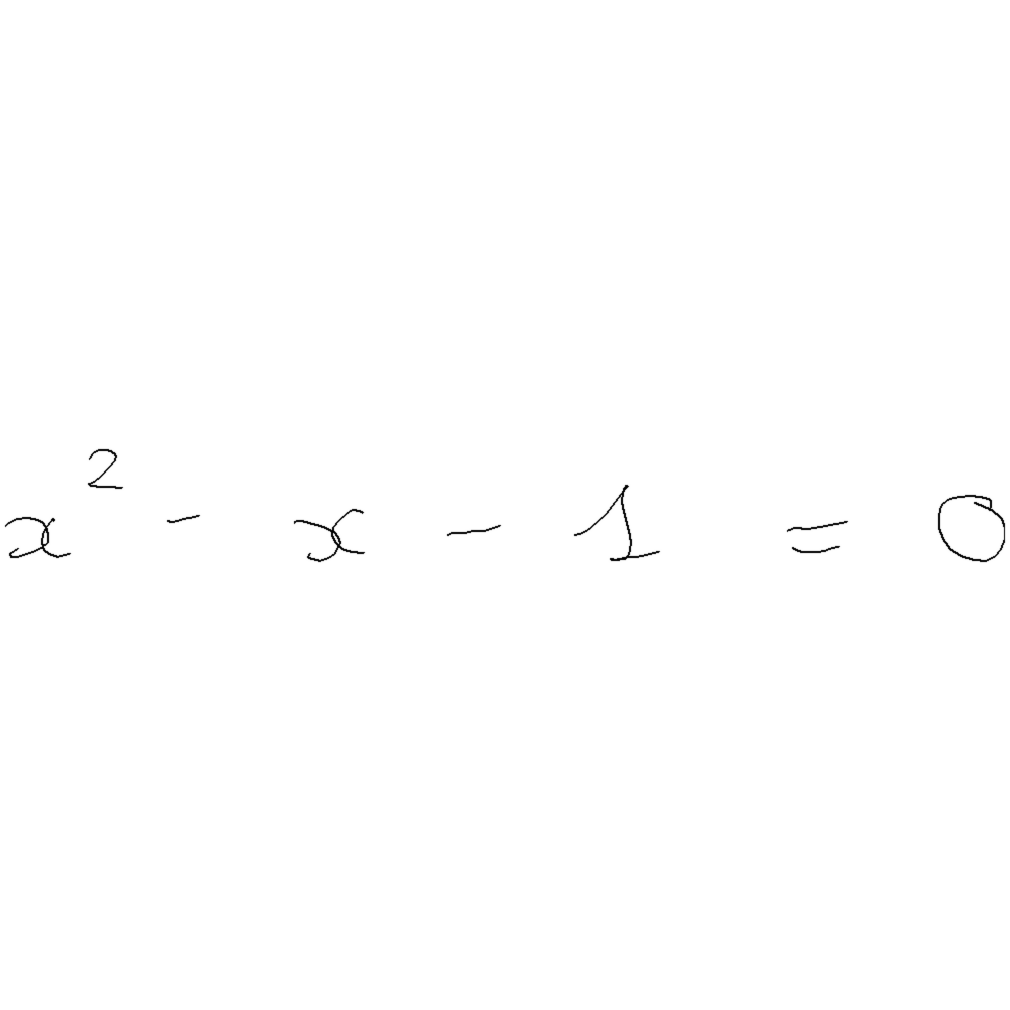 x² - x - 1 = 0